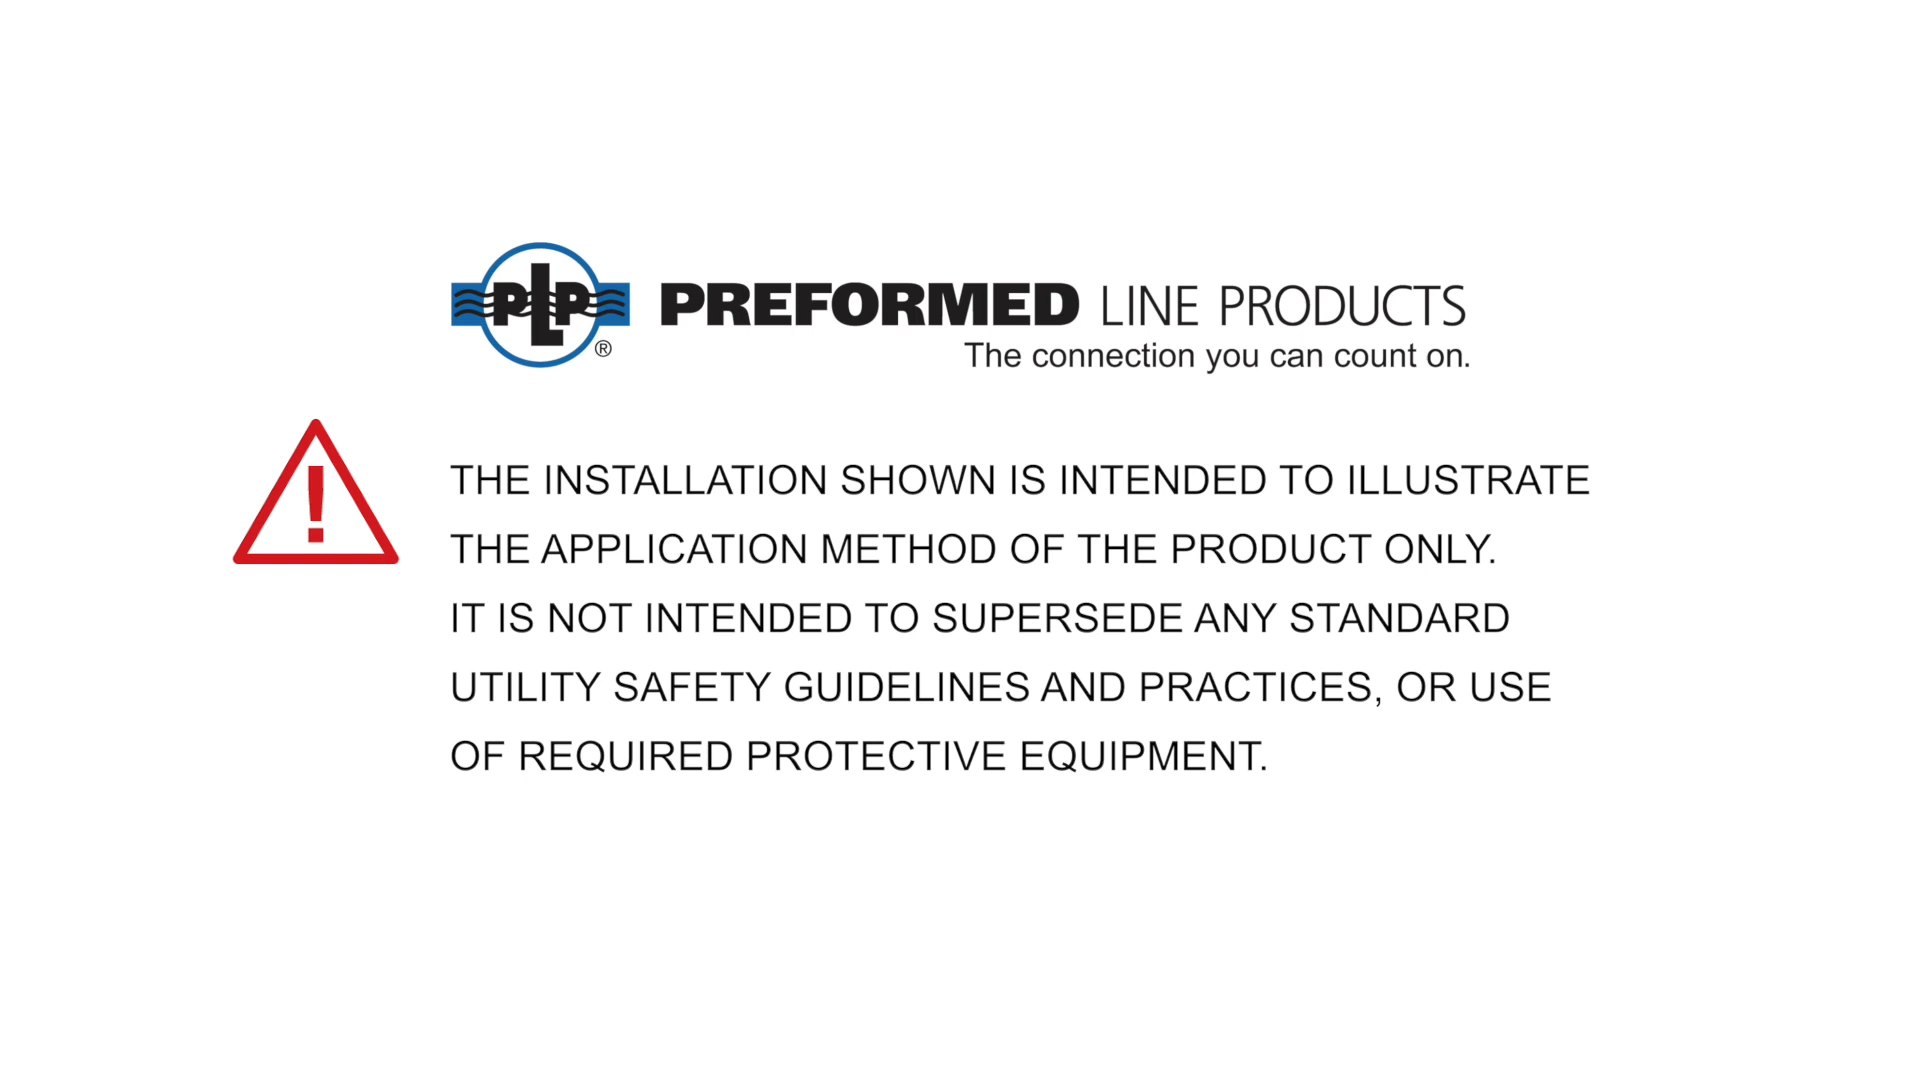 PLP®
PREFORMED LINE PRODUCTS
The connection you can count on.
!
THE INSTALLATION SHOWN IS INTENDED TO ILLUSTRATE
THE APPLICATION METHOD OF THE PRODUCT ONLY.
IT IS NOT INTENDED TO SUPERSEDE ANY STANDARD
UTILITY SAFETY GUIDELINES AND PRACTICES, OR USE
OF REQUIRED PROTECTIVE EQUIPMENT.